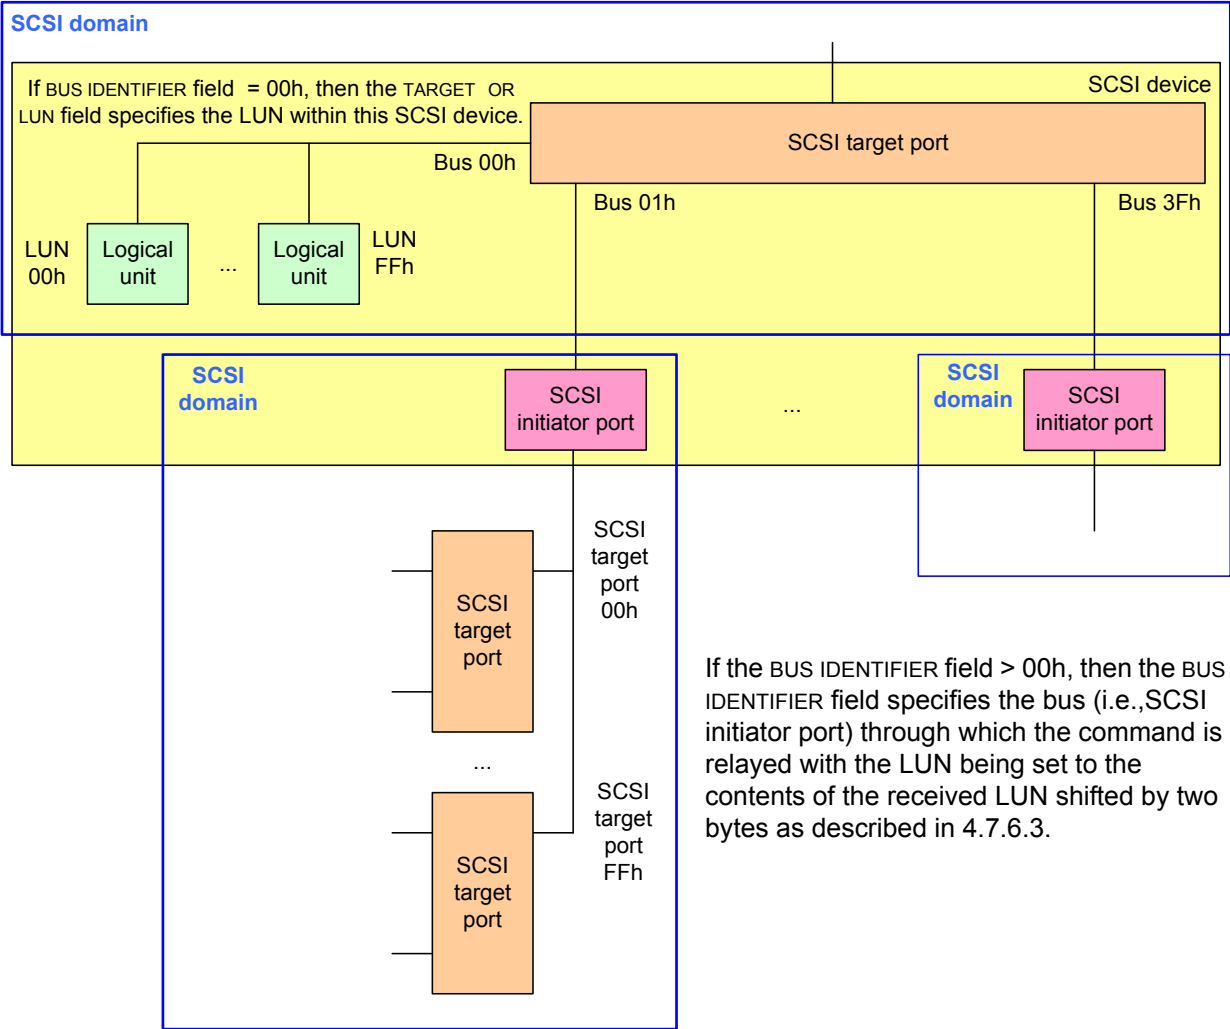 SCSI domain
If BUS IDENTIFIER field = 00h, then the TARGET OR
LUN field specifies the LUN within this SCSI device.
SCSI device
SCSI target port
Bus 00h
Bus 01h
Bus 3Fh
LUN
00h
Logical
unit
...
Logical
unit
LUN
FFh
SCSI
domain
SCSI
initiator port
...
SCSI
domain
SCSI
initiator port
SCSI
target
port
SCSI
target
port
00h
...
SCSI
target
port
SCSI
target
port
FFh
If the BUS IDENTIFIER field > 00h, then the BUS
IDENTIFIER field specifies the bus (i.e.,SCSI
initiator port) through which the command is
relayed with the LUN being set to the
contents of the received LUN shifted by two
bytes as described in 4.7.6.3.